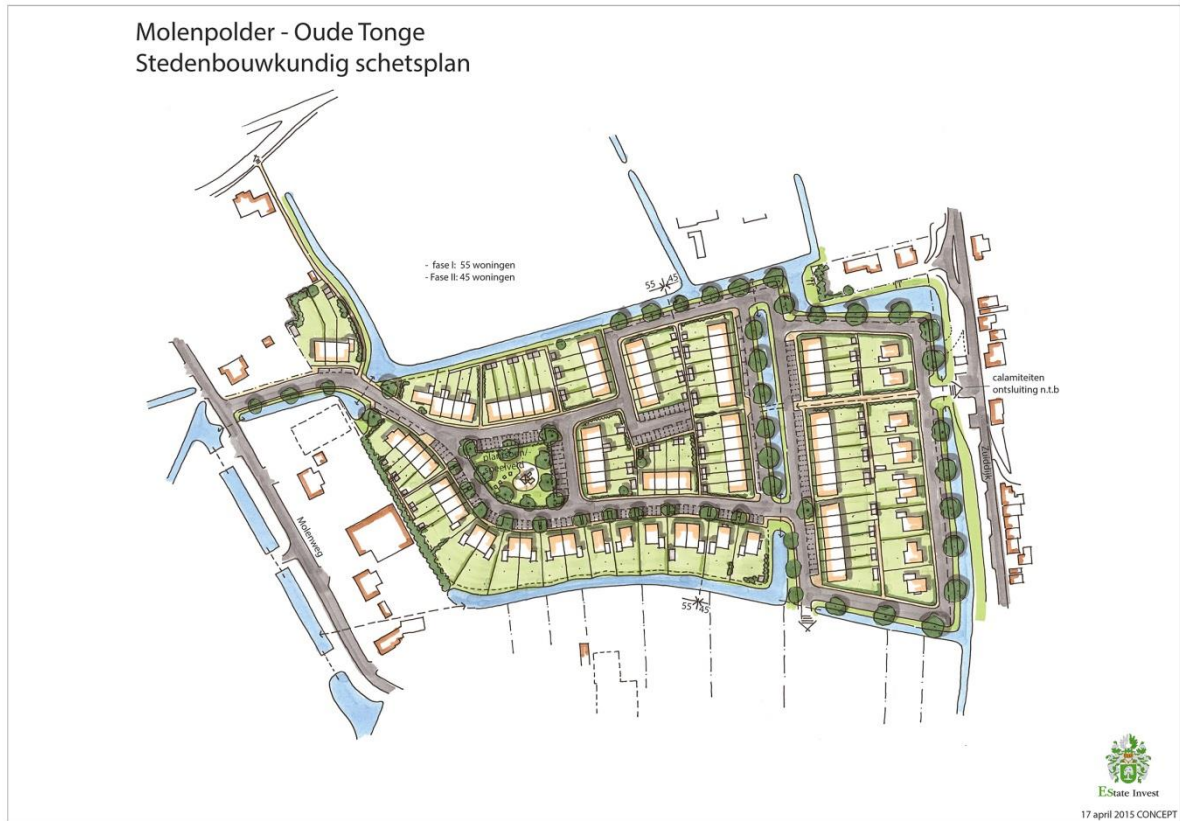 Molenpolder - Oude Tonge
Stedenbouwkundig schetsplan
- fase I: 55 woningen
- Fase II: 45 woningen
55 45
calamiteiten
ontsluiting n.t.b
Zuiddijk
Molenweg
55 45
EState Invest
17 april 2015 CONCEPT